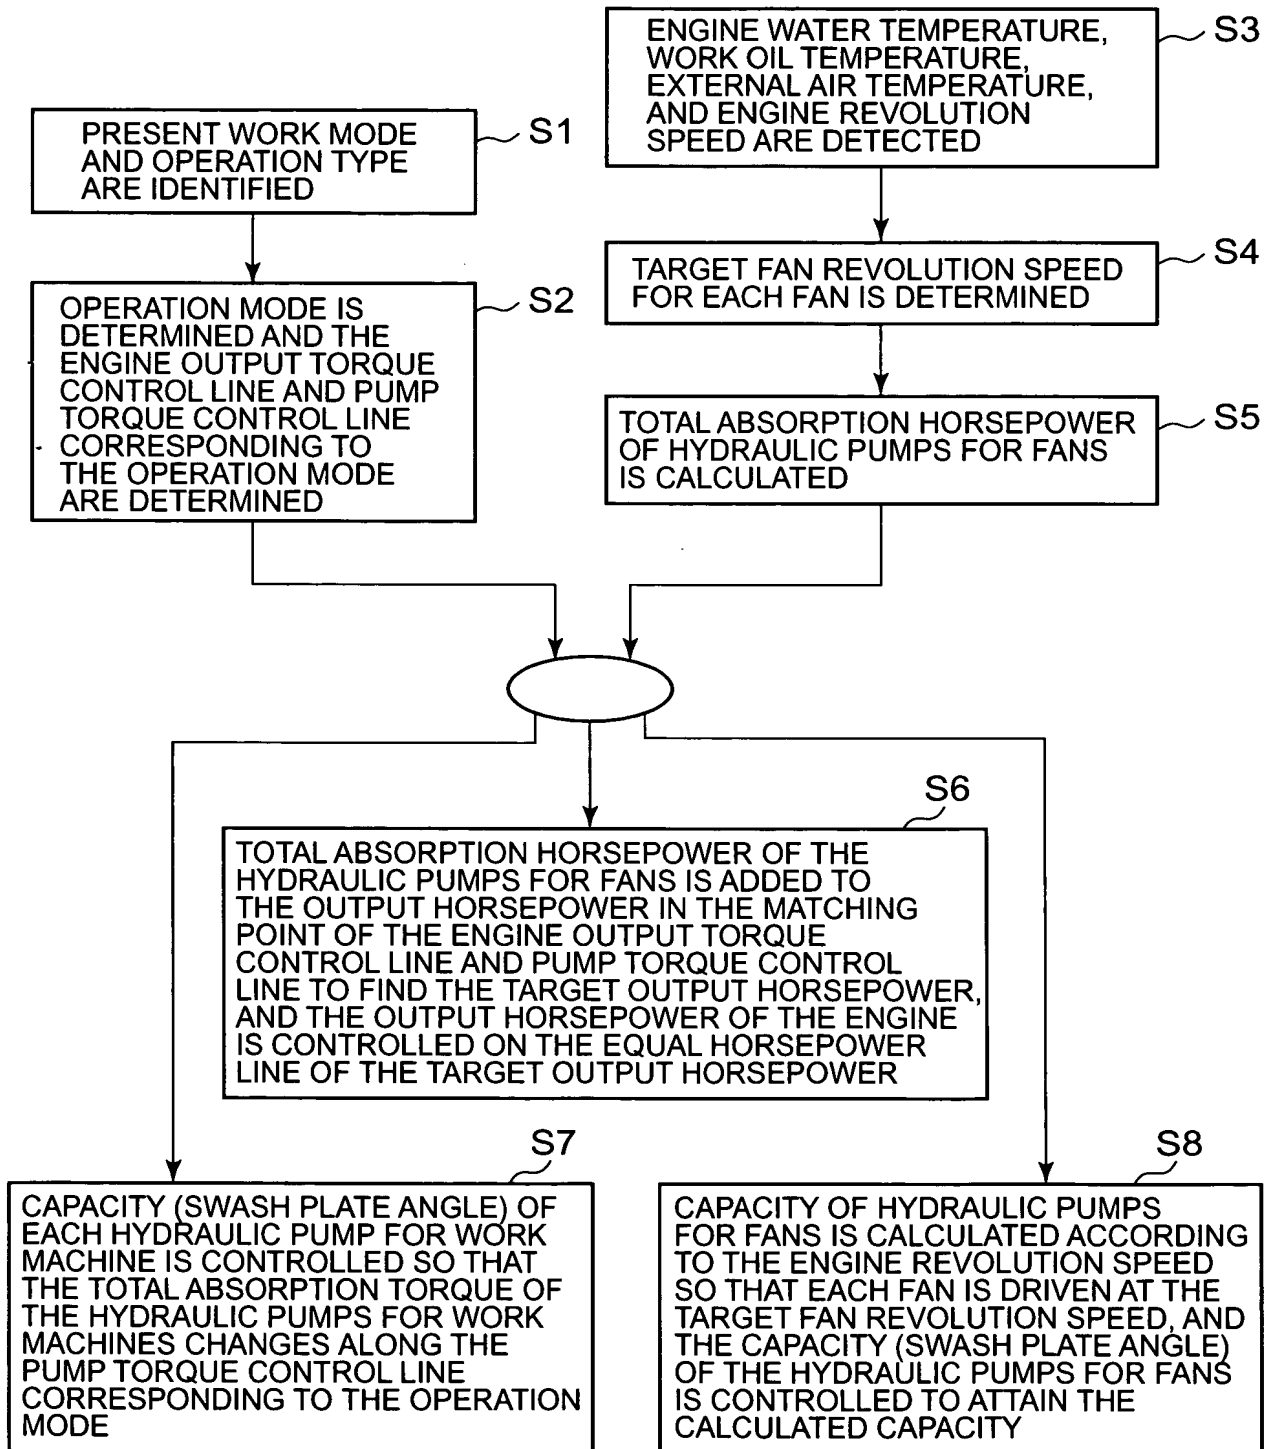 PRESENT WORK MODE
AND OPERATION TYPE
ARE IDENTIFIED
S1
OPERATION MODE IS
DETERMINED AND THE
ENGINE OUTPUT TORQUE
CONTROL LINE AND PUMP
TORQUE CONTROL LINE
CORRESPONDING TO
THE OPERATION MODE
ARE DETERMINED
S2
ENGINE WATER TEMPERATURE,
WORK OIL TEMPERATURE,
EXTERNAL AIR TEMPERATURE,
AND ENGINE REVOLUTION
SPEED ARE DETECTED
S3
TARGET FAN REVOLUTION SPEED
FOR EACH FAN IS DETERMINED
S4
TOTAL ABSORPTION HORSEPOWER
OF HYDRAULIC PUMPS FOR FANS
IS CALCULATED
S5
S6
TOTAL ABSORPTION HORSEPOWER OF THE
HYDRAULIC PUMPS FOR FANS IS ADDED TO
THE OUTPUT HORSEPOWER IN THE MATCHING
POINT OF THE ENGINE OUTPUT TORQUE
CONTROL LINE AND PUMP TORQUE CONTROL
LINE TO FIND THE TARGET OUTPUT HORSEPOWER,
AND THE OUTPUT HORSEPOWER OF THE ENGINE
IS CONTROLLED ON THE EQUAL HORSEPOWER
LINE OF THE TARGET OUTPUT HORSEPOWER
S7
CAPACITY (SWASH PLATE ANGLE) OF
EACH HYDRAULIC PUMP FOR WORK
MACHINE IS CONTROLLED SO THAT
THE TOTAL ABSORPTION TORQUE OF
THE HYDRAULIC PUMPS FOR WORK
MACHINES CHANGES ALONG THE
PUMP TORQUE CONTROL LINE
CORRESPONDING TO THE OPERATION
MODE
S8
CAPACITY OF HYDRAULIC PUMPS
FOR FANS IS CALCULATED ACCORDING
TO THE ENGINE REVOLUTION SPEED
SO THAT EACH FAN IS DRIVEN AT THE
TARGET FAN REVOLUTION SPEED, AND
THE CAPACITY (SWASH PLATE ANGLE)
OF THE HYDRAULIC PUMPS FOR FANS
IS CONTROLLED TO ATTAIN THE
CALCULATED CAPACITY